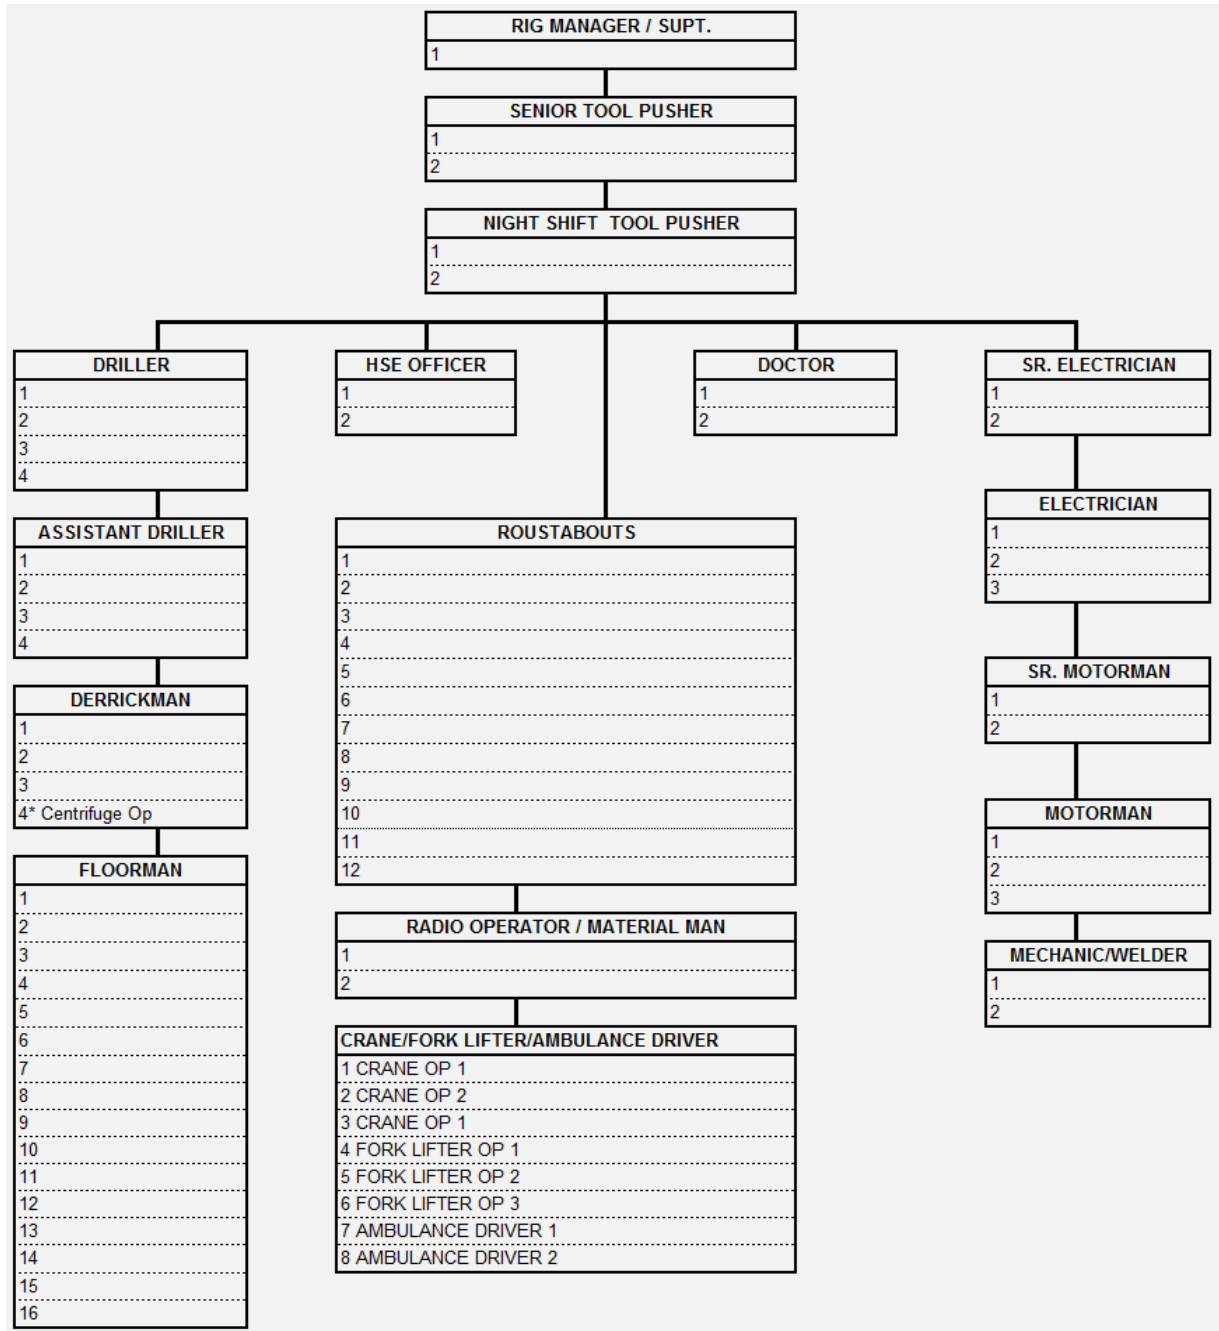 RIG MANAGER / SUPT.
1
SENIOR TOOL PUSHER
1
2
NIGHT SHIFT  TOOL PUSHER
1
2
DRILLER
1
2
3
4
HSE OFFICER
1
2
DOCTOR
1
2
SR. ELECTRICIAN
1
2
ASSISTANT DRILLER
1
2
3
4
DERRICKMAN
1
2
3
4* Centrifuge Op
FLOORMAN
1
2
3
4
5
6
7
8
9
10
11
12
13
14
15
16
ROUSTABOUTS
1
2
3
4
5
6
7
8
9
10
11
12
RADIO OPERATOR / MATERIAL MAN
1
2
CRANE/FORK LIFTER/AMBULANCE DRIVER
1 CRANE OP 1
2 CRANE OP 2
3 CRANE OP 1
4 FORK LIFTER OP 1
5 FORK LIFTER OP 2
6 FORK LIFTER OP 3
7 AMBULANCE DRIVER 1
8 AMBULANCE DRIVER 2
ELECTRICIAN
1
2
3
SR. MOTORMAN
1
2
MOTORMAN
1
2
3
MECHANIC/WELDER
1
2